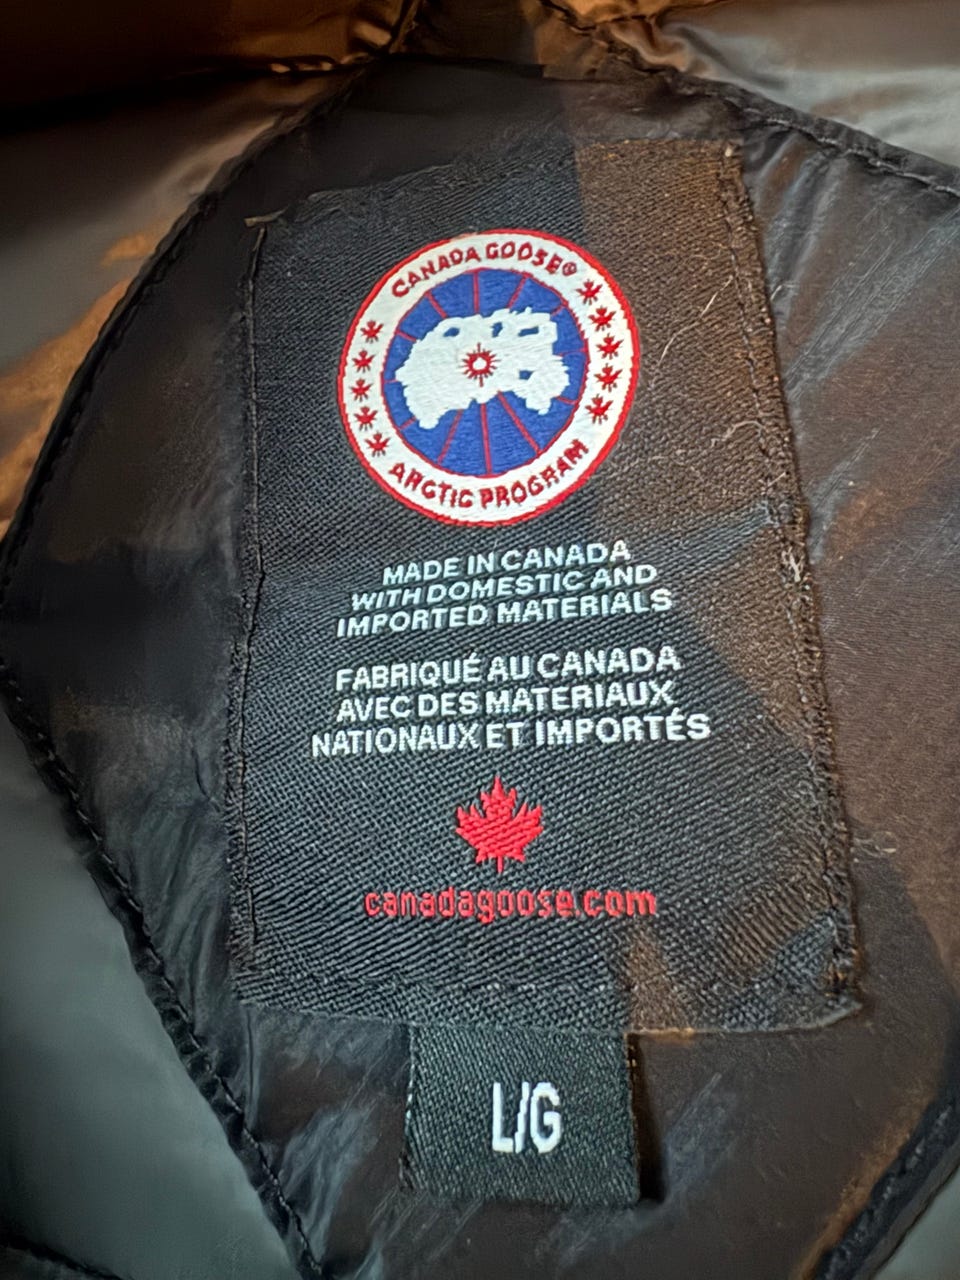 CANADA GOOSE®
ARCTIC PROGRAM
MADE IN CANADA
WITH DOMESTIC AND
IMPORTED MATERIALS
FABRIQUÉ AU CANADA
AVEC DES MATERIAUX
NATIONAUX ET IMPORTÉS
canadagoose.com
L/G